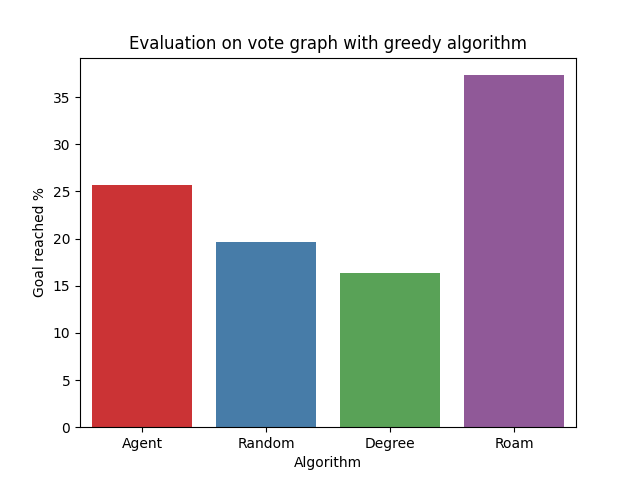 Evaluation on vote graph with greedy algorithm
Goal reached %
35
30
25
20
15
10
5
0
Agent Random Degree Roam
Algorithm